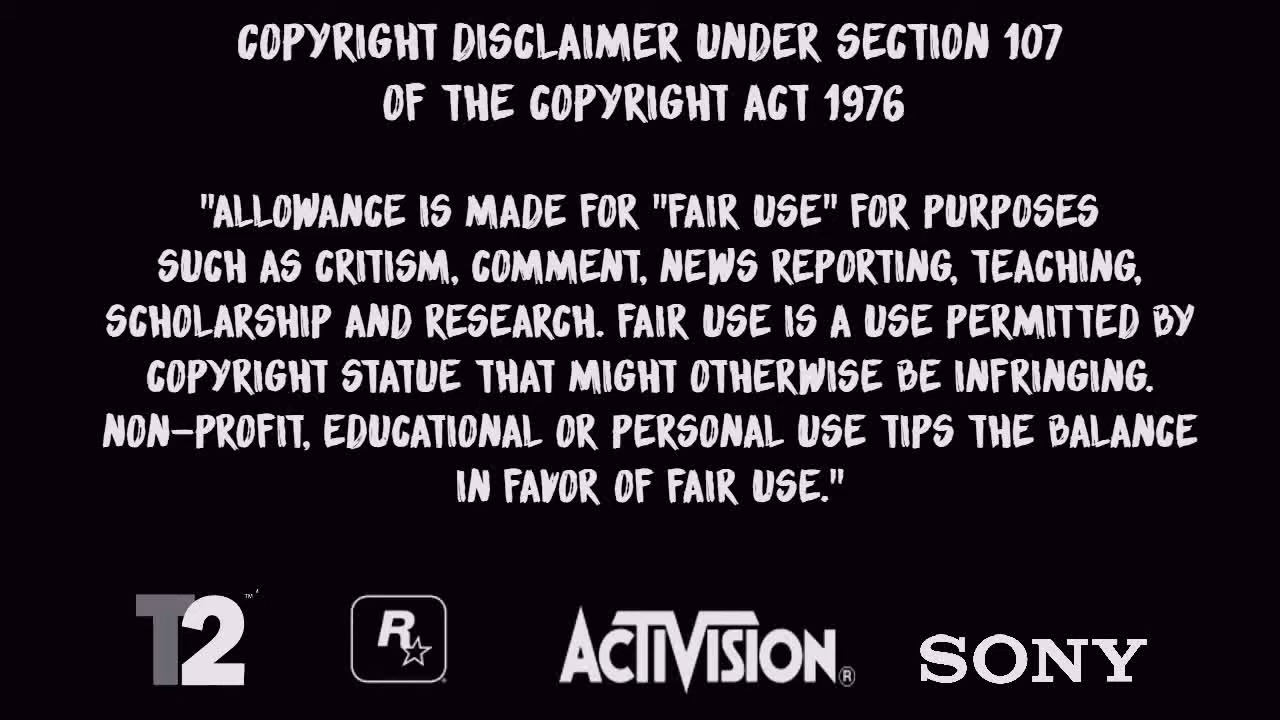 COPYRIGHT DISCLAIMER UNDER SECTION 107
OF THE COPYRIGHT ACT 1976
"ALLOWANCE IS MADE FOR "FAIR USE" FOR PURPOSES
SUCH AS CRITISM, COMMENT, NEWS REPORTING, TEACHING,
SCHOLARSHIP AND RESEARCH. FAIR USE IS A USE PERMITTED BY
COPYRIGHT STATUE THAT MIGHT OTHERWISE BE INFRINGING.
NON-PROFIT, EDUCATIONAL OR PERSONAL USE TIPS THE BALANCE
IN FAVOR OF FAIR USE."
T2™ R ACTIVISION® SONY